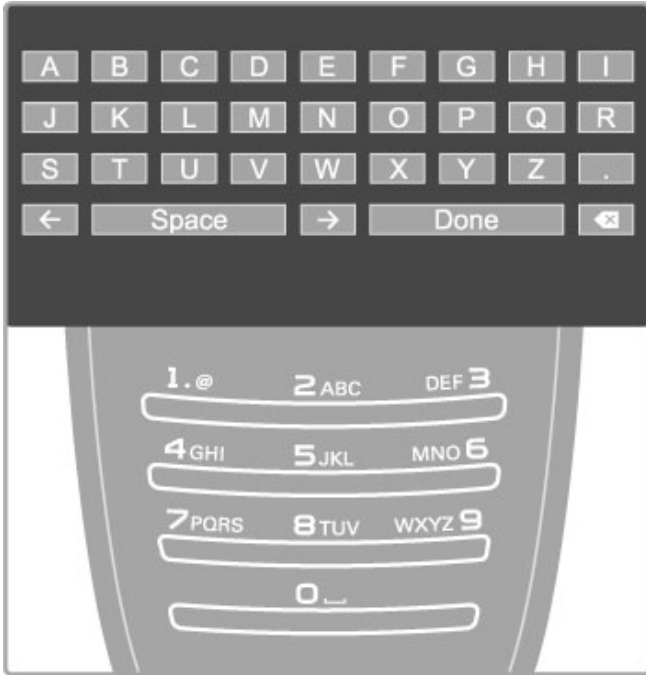 A B C D E F G H I
J K L M N O P Q R
S T U V W X Y Z .
← Space → Done ⌫
1.@ 2ABC DEF3
4GHI 5JKL MNO6
7PQRS 8TUV WXYZ9
0⎵